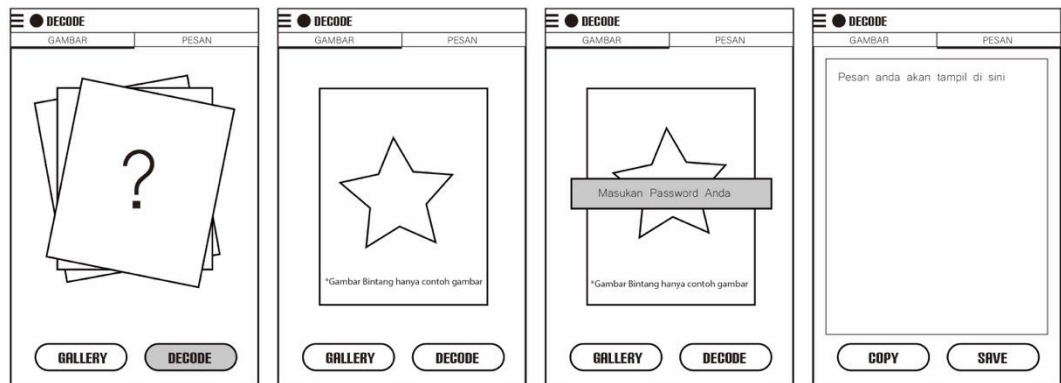 DECODE
GAMBAR PESAN
?
GALLERY DECODE
DECODE
GAMBAR PESAN
*Gambar Bintang hanya contoh gambar
GALLERY DECODE
DECODE
GAMBAR PESAN
Masukan Password Anda
*Gambar Bintang hanya contoh gambar
GALLERY DECODE
DECODE
GAMBAR PESAN
Pesan anda akan tampil di sini
COPY SAVE